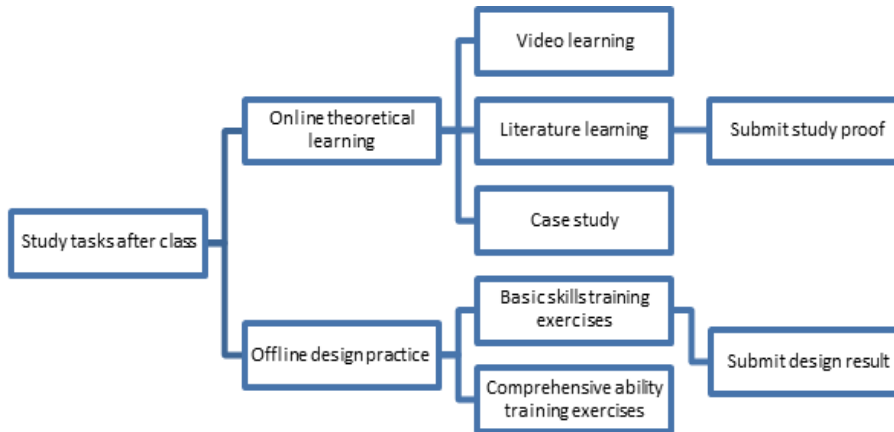 Video learning
Online theoretical
learning
Literature learning
Submit study proof
Case study
Study tasks after class
Basic skills training
exercises
Offline design practice
Submit design result
Comprehensive ability
training exercises